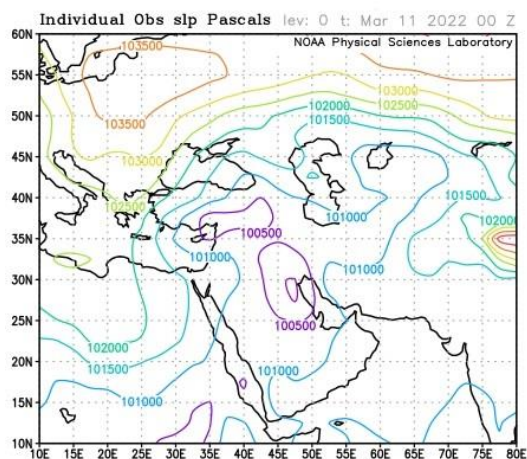 Individual Obs slp Pascals lev: 0 t: Mar 11 2022 00 Z
60N
NOAA Physical Sciences Laboratory
103500
55N
103000
102500
50N
103500
102000
101500
45N
103000
40N
101500
102500
101000
102000
100500
35N
101000
101000
30N
25N
100500
102000
20N
101500
101000
101000
15N
10N
10E 15E 20E 25E 30E 35E 40E 45E 50E 55E 60E 65E 70E 75E 80E